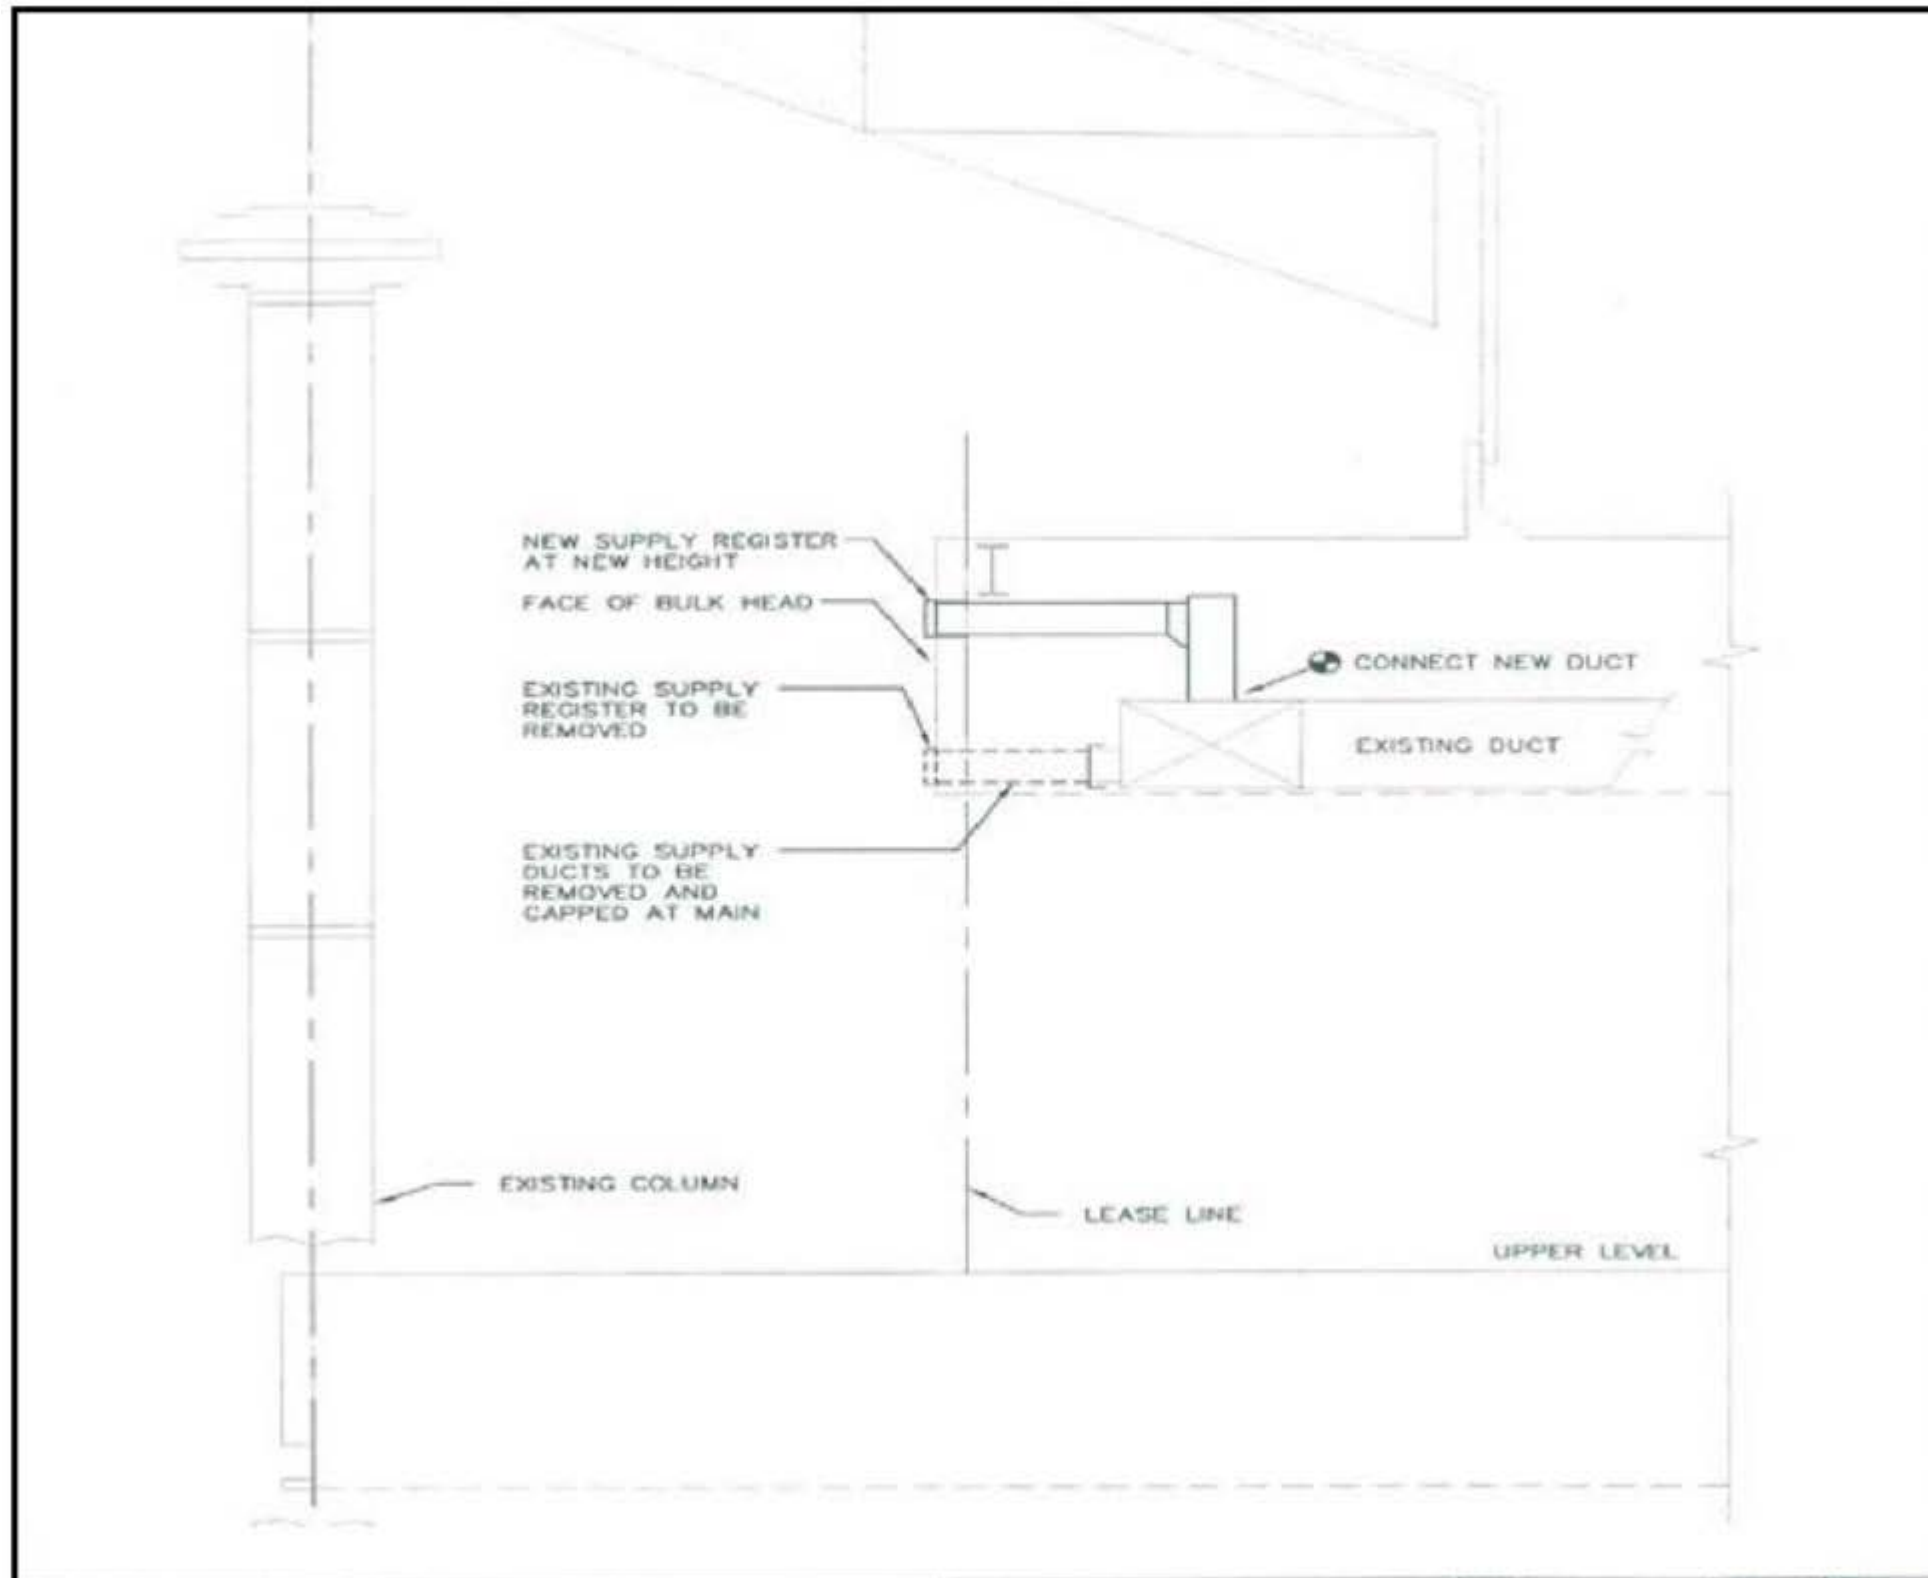 NEW SUPPLY REGISTER
AT NEW HEIGHT
FACE OF BULK HEAD
CONNECT NEW DUCT
EXISTING SUPPLY
REGISTER TO BE
REMOVED
EXISTING DUCT
EXISTING SUPPLY
DUCTS TO BE
REMOVED AND
CAPPED AT MAIN
EXISTING COLUMN
LEASE LINE
UPPER LEVEL